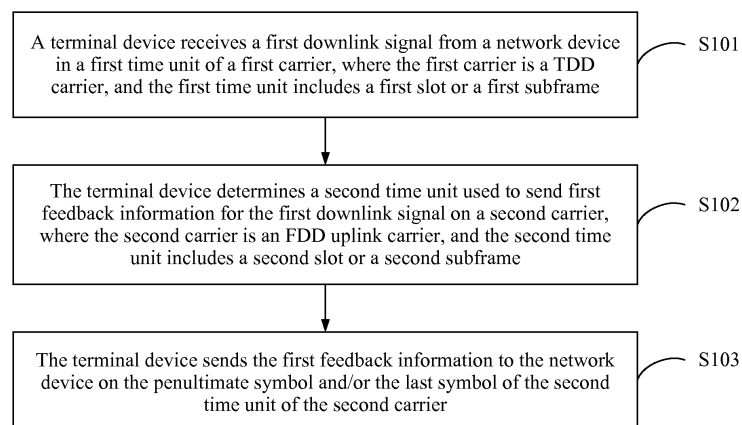 A terminal device receives a first downlink signal from a network device
in a first time unit of a first carrier, where the first carrier is a TDD
carrier, and the first time unit includes a first slot or a first subframe
S101
The terminal device determines a second time unit used to send first
feedback information for the first downlink signal on a second carrier,
where the second carrier is an FDD uplink carrier, and the second time
unit includes a second slot or a second subframe
S102
The terminal device sends the first feedback information to the network
device on the penultimate symbol and/or the last symbol of the second
time unit of the second carrier
S103